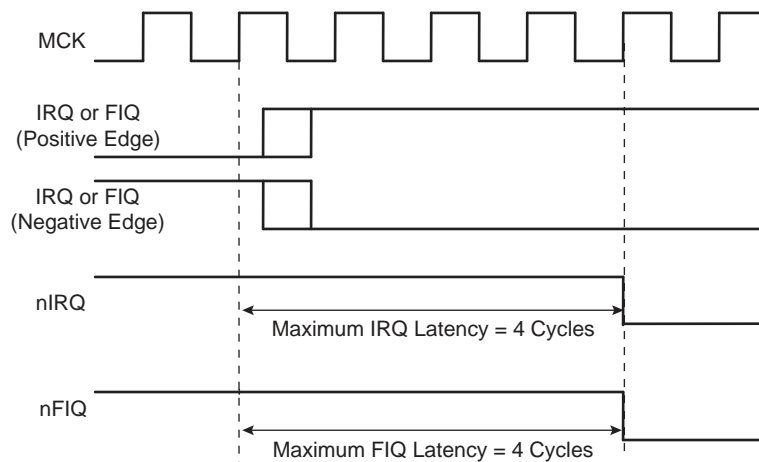 MCK
IRQ or FIQ
(Positive Edge)
IRQ or FIQ
(Negative Edge)
nIRQ
Maximum IRQ Latency = 4 Cycles
nFIQ
Maximum FIQ Latency = 4 Cycles